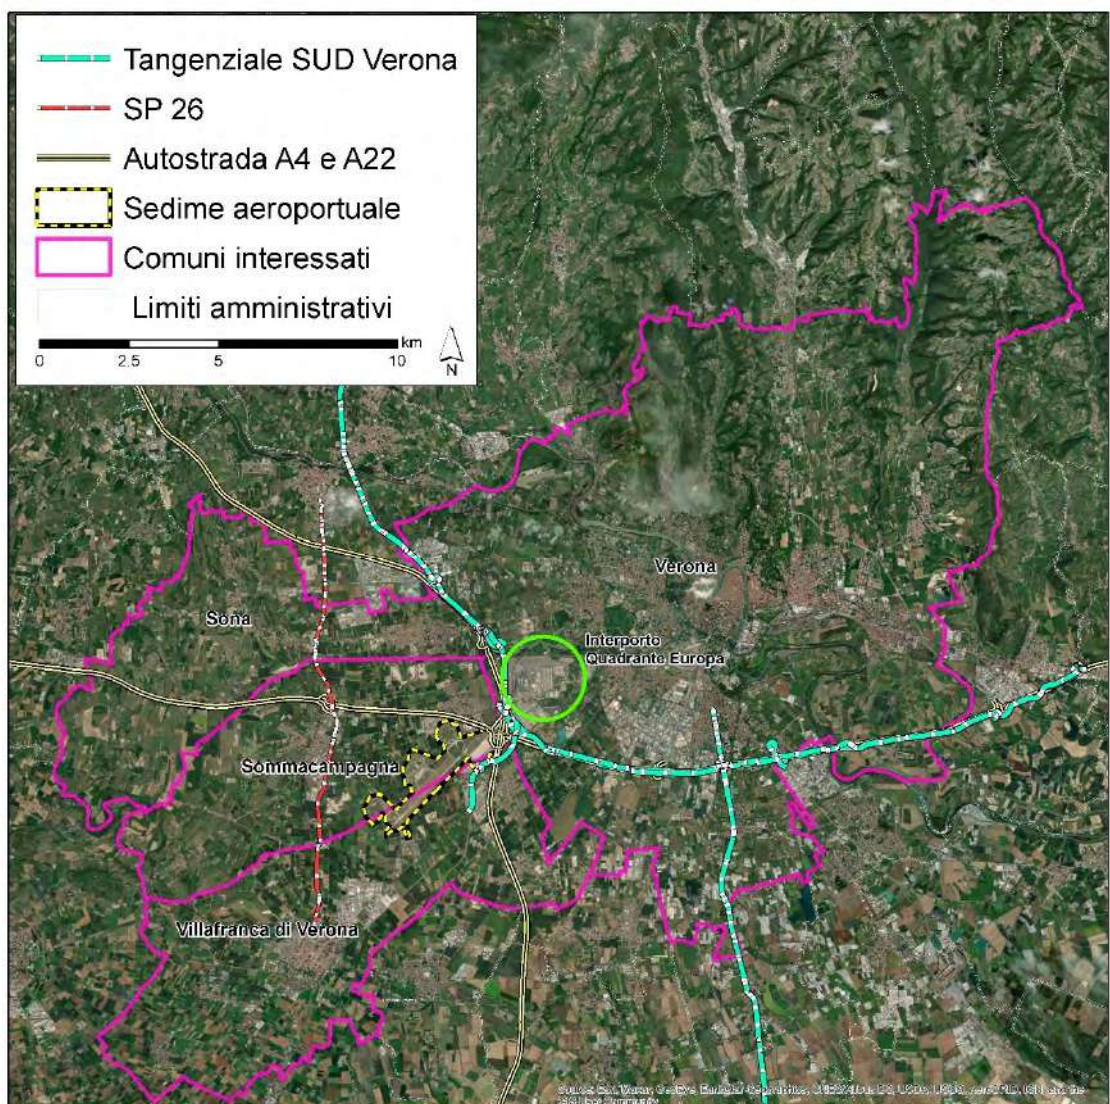 Tangenziale SUD Verona
SP 26
Autostrada A4 e A22
Sedime aeroportuale
Comuni interessati
Limiti amministrativi
km
0 2.5 5 10
N
Verona
Sona
Interporto
Quadrante Europa
Sommacampagna
Villafranca di Verona